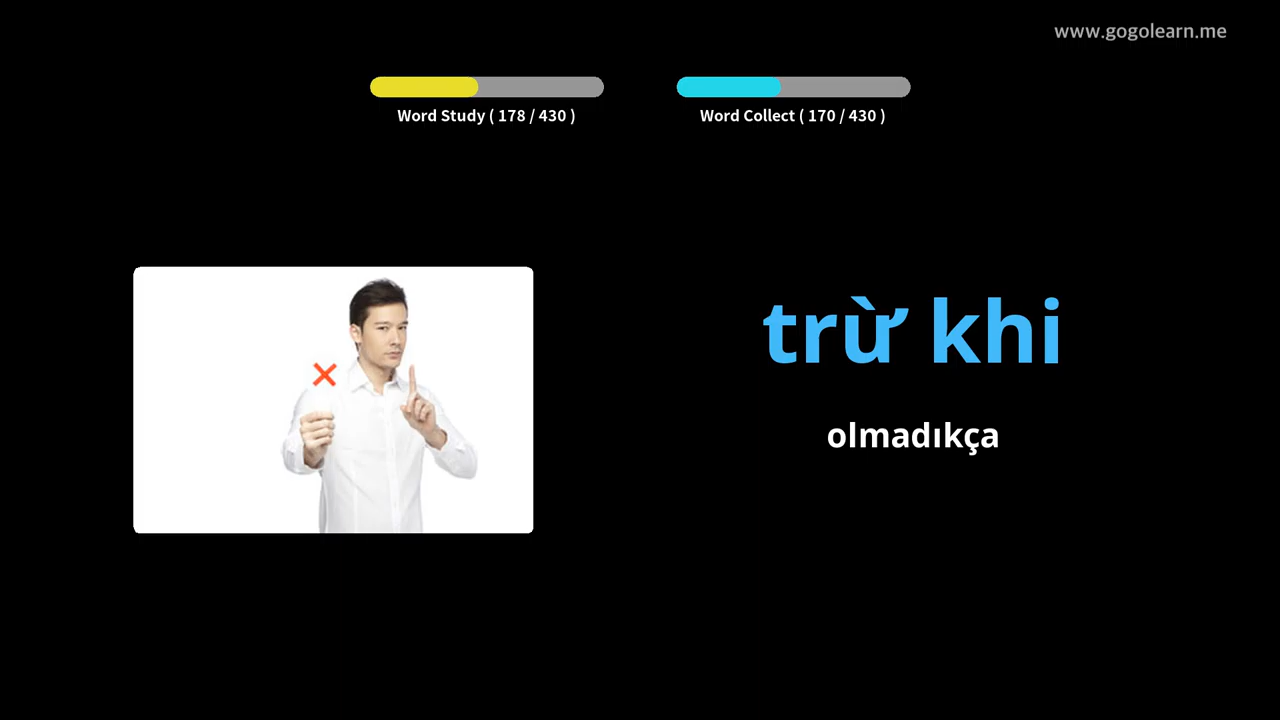 www.gogolearn.me
Word Study ( 178 / 430 )
Word Collect ( 170 / 430 )
trừ khi
olmadıkça